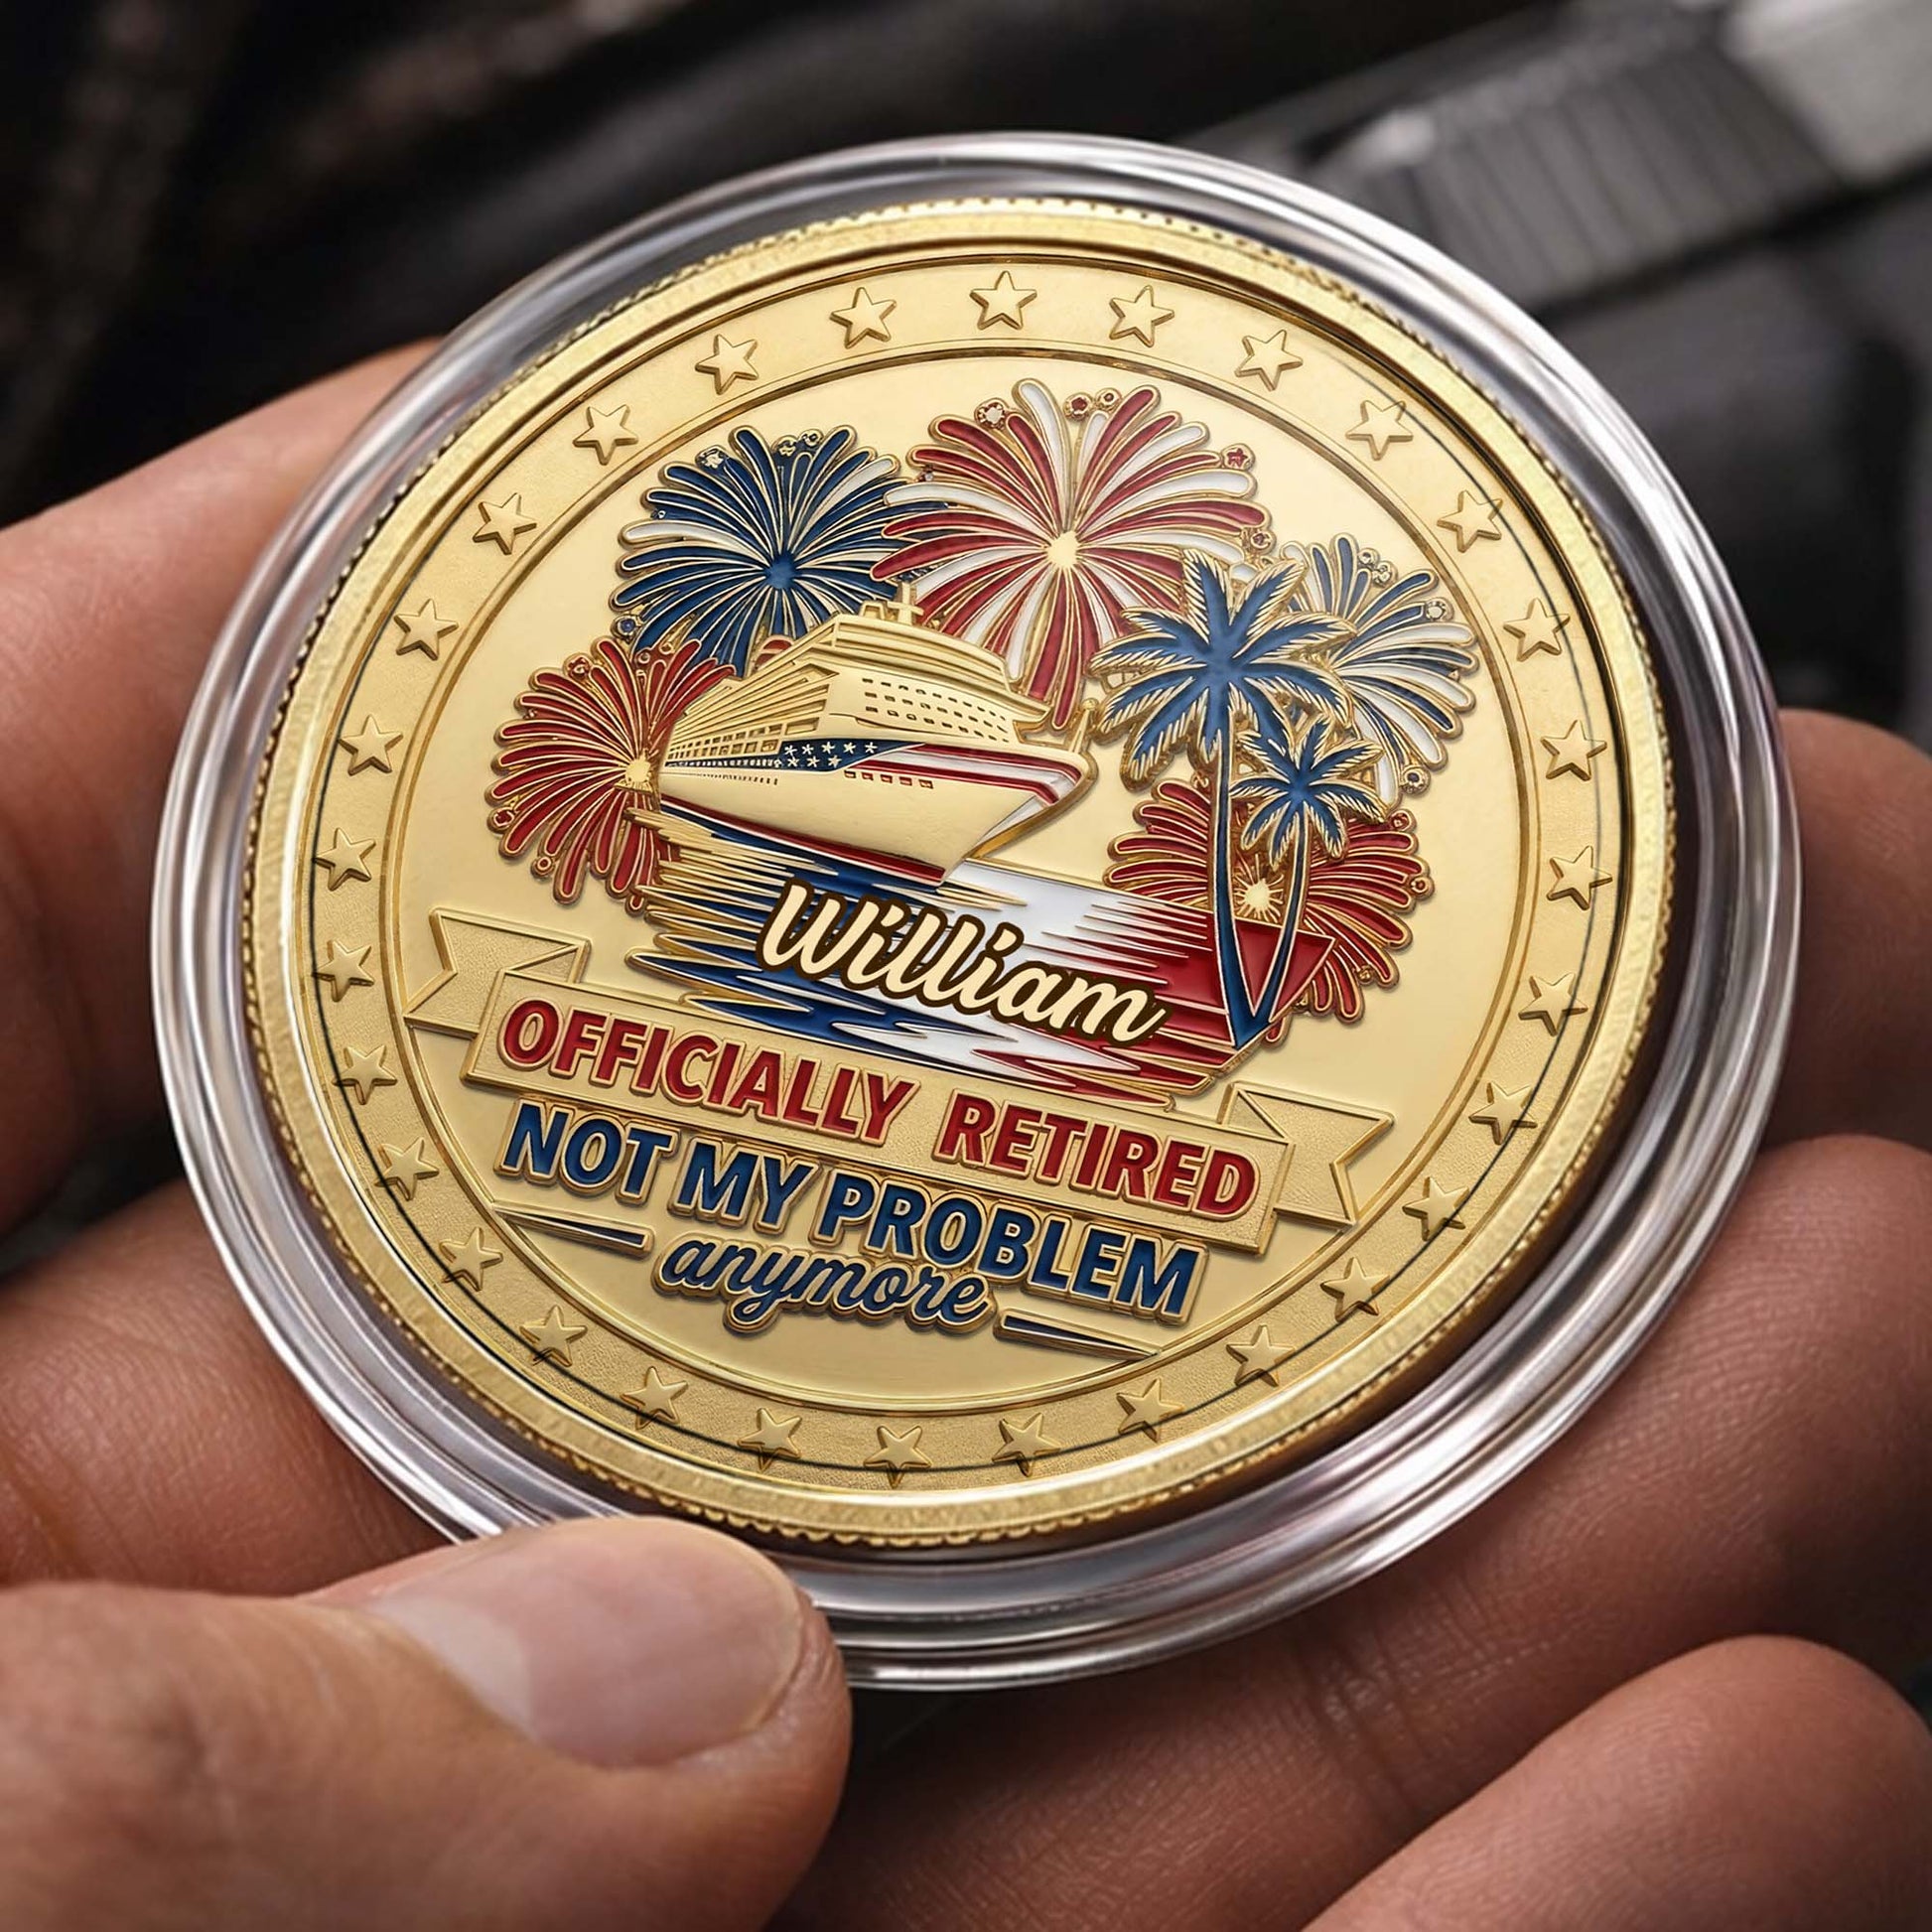 William
OFFICIALLY RETIRED
NOT MY PROBLEM
anymore